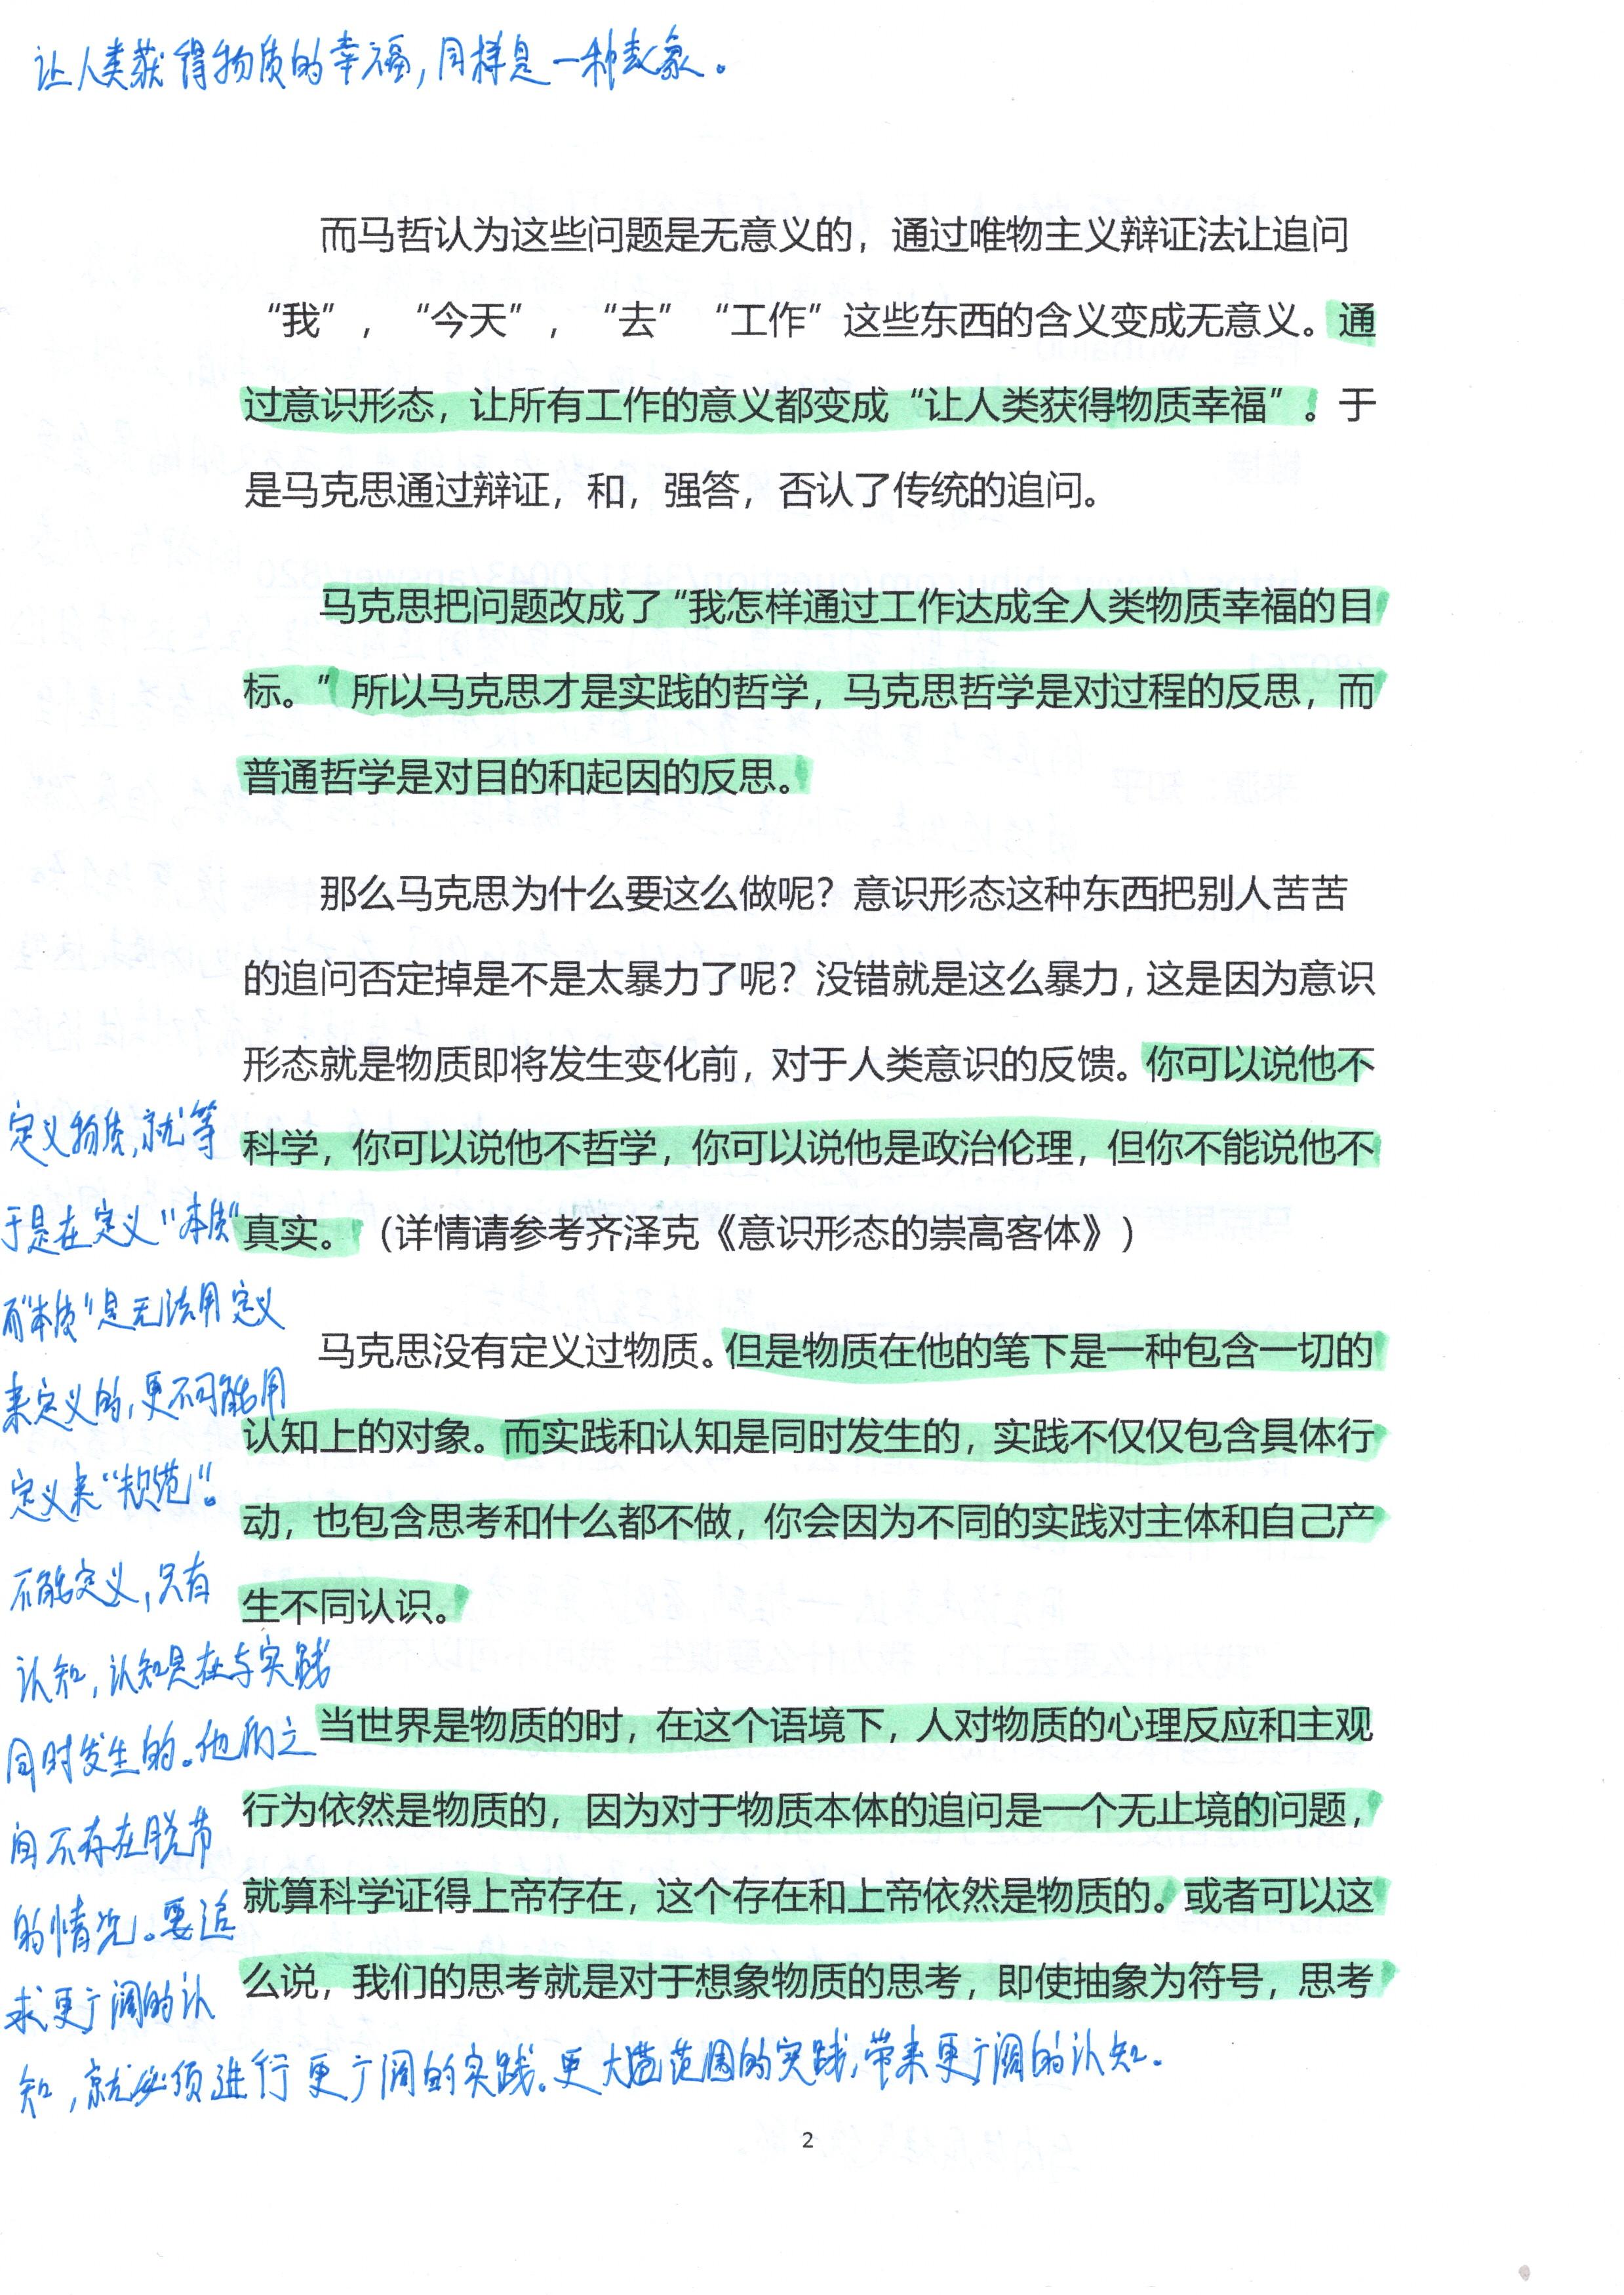 让人类获得物质的幸福，同样是一种表象。
而马哲认为这些问题是无意义的，通过唯物主义辩证法让追问
“我”，“今天”，“去”“工作”这些东西的含义变成无意义。通
过意识形态，让所有工作的意义都变成“让人类获得物质幸福”。于
是马克思通过辩证，和，强答，否认了传统的追问。
马克思把问题改成了“我怎样通过工作达成全人类物质幸福的目
标。”所以马克思才是实践的哲学，马克思哲学是对过程的反思，而
普通哲学是对目的和起因的反思。
那么马克思为什么要这么做呢？意识形态这种东西把别人苦苦
的追问否定掉是不是太暴力了呢？没错就是这么暴力，这是因为意识
形态就是物质即将发生变化前，对于人类意识的反馈。你可以说他不
科学，你可以说他不哲学，你可以说他是政治伦理，但你不能说他不
真实。（详情请参考齐泽克《意识形态的崇高客体》）
马克思没有定义过物质。但是物质在他的笔下是一种包含一切的
认知上的对象。而实践和认知是同时发生的，实践不仅仅包含具体行
动，也包含思考和什么都不做，你会因为不同的实践对主体和自己产
生不同认识。
当世界是物质的时，在这个语境下，人对物质的心理反应和主观
行为依然是物质的，因为对于物质本体的追问是一个无止境的问题，
就算科学证得上帝存在，这个存在和上帝依然是物质的。或者可以这
么说，我们的思考就是对于想象物质的思考，即使抽象为符号，思考
定义物质，就等
于是在定义“本质”
而“本质”是无法用定义
来定义的，更不可能用
定义来“规范”。
不能定义，只有
认知，认知是在与实践
同时发生的。他们之
间不存在脱节
的情况。要追
求更广阔的认
知，就必须进行更广阔的实践。更大范围的实践，带来更广阔的认知。
2